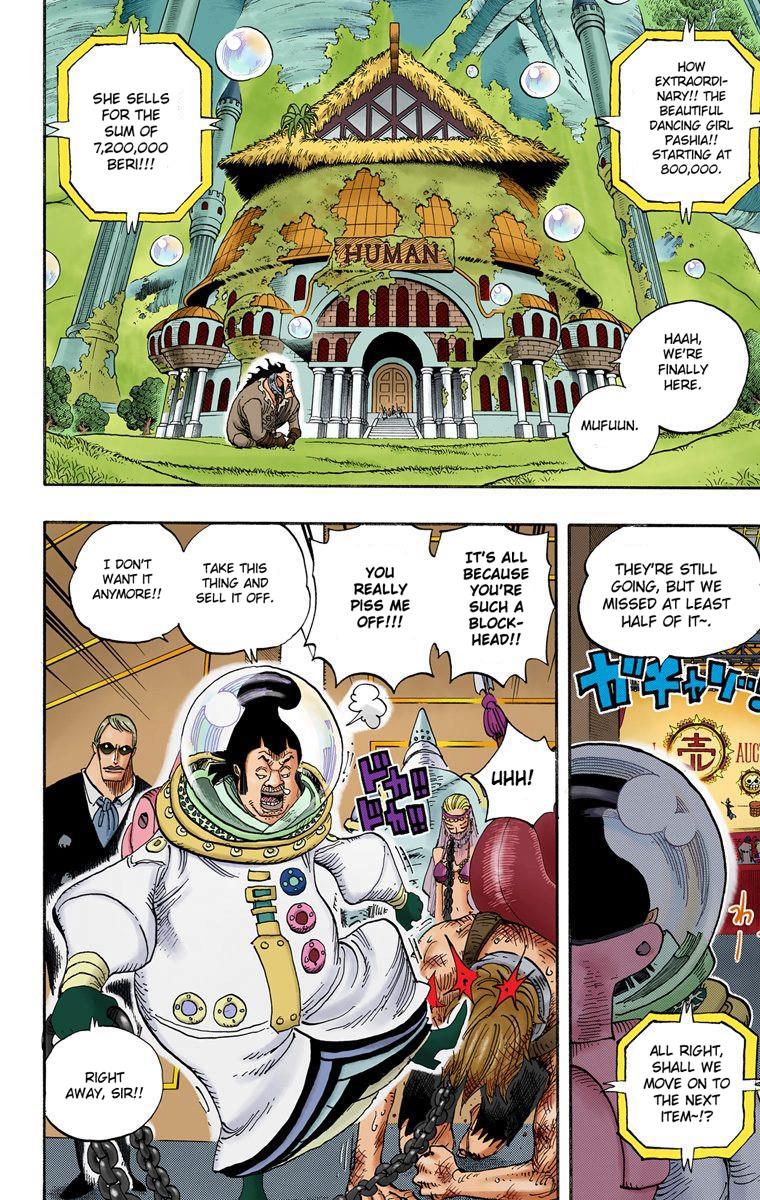 HOW
EXTRAORDI-
NARY!! THE
BEAUTIFUL
DANCING GIRL
PASHIA!!
STARTING AT
800,000.
SHE SELLS
FOR THE
SUM OF
7,200,000
BERI!!!
HUMAN
HAAH,
WE'RE
FINALLY
HERE.
MUFUUN.
THEY'RE STILL
GOING, BUT WE
MISSED AT LEAST
HALF OF IT~.
ガチャリッ!
売
AUCT
わ
ALL RIGHT,
SHALL WE
MOVE ON TO
THE NEXT
ITEM~!?
IT'S ALL
BECAUSE
YOU'RE
SUCH A
BLOCK-
HEAD!!
YOU
REALLY
PISS ME
OFF!!!
TAKE THIS
THING AND
SELL IT OFF.
I DON'T
WANT IT
ANYMORE!!
UHH!
RIGHT
AWAY, SIR!!